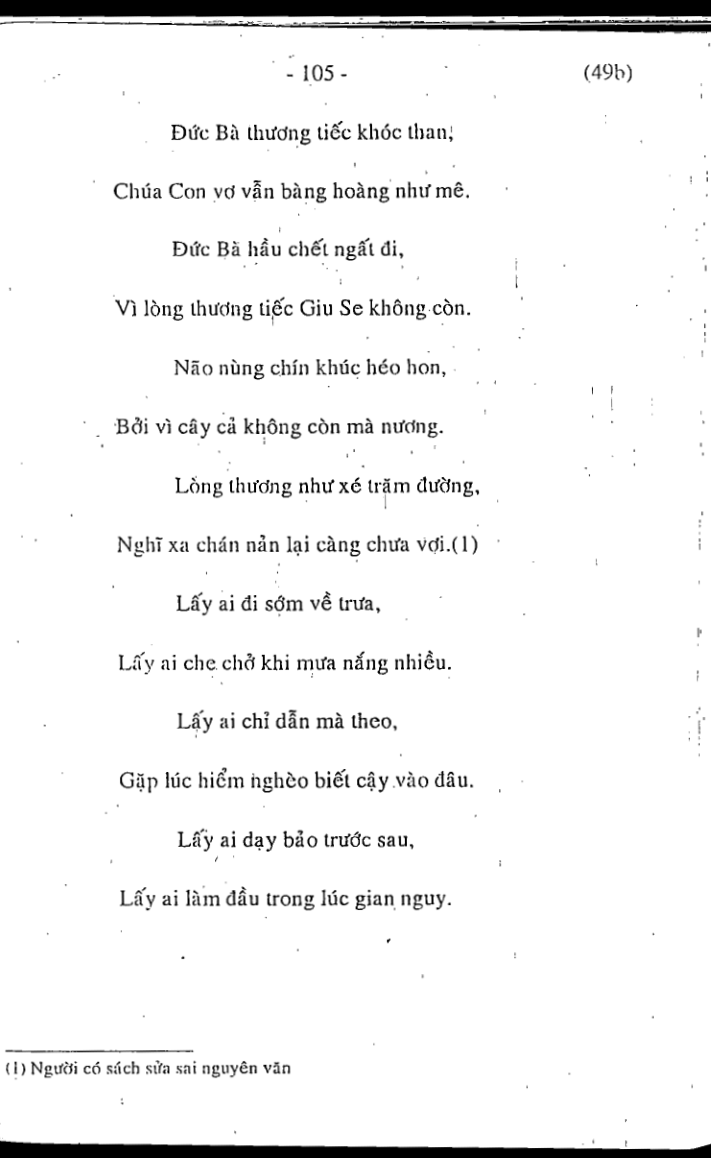 - 105 - (49b)
Đức Bà thương tiếc khóc than,
Chúa Con vơ vẫn bàng hoàng như mê.
Đức Bà hầu chết ngất đi,
Vì lòng thương tiếc Giu Se không còn.
Não nùng chín khúc héo hon,
Bởi vì cây cả không còn mà nương.
Lòng thương như xé trăm đường,
Nghĩ xa chán nản lại càng chưa vơi.(1)
Lấy ai đi sớm về trưa,
Lấy ai che chở khi mưa nắng nhiều.
Lấy ai chỉ dẫn mà theo,
Gặp lúc hiểm nghèo biết cậy vào đâu.
Lấy ai dạy bảo trước sau,
Lấy ai làm đầu trong lúc gian nguy.
(1) Người có sách sửa sai nguyên văn